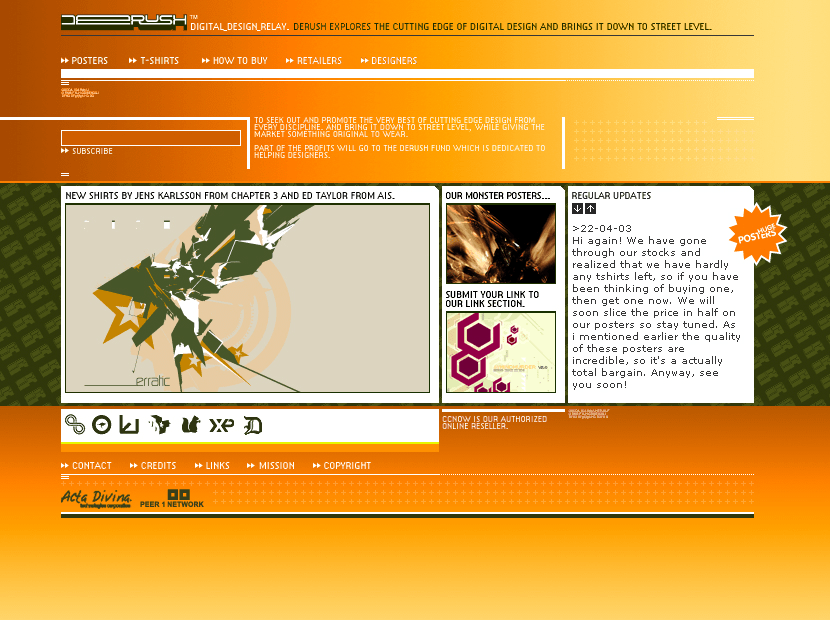 DERUSH™
DIGITAL_DESIGN_RELAY. DERUSH EXPLORES THE CUTTING EDGE OF DIGITAL DESIGN AND BRINGS IT DOWN TO STREET LEVEL.
POSTERS T-SHIRTS HOW TO BUY RETAILERS DESIGNERS
TO SEEK OUT AND PROMOTE THE VERY BEST OF CUTTING EDGE DESIGN FROM
EVERY DISCIPLINE. AND BRING IT DOWN TO STREET LEVEL, WHILE GIVING THE
MARKET SOMETHING ORIGINAL TO WEAR.
PART OF THE PROFITS WILL GO TO THE DERUSH FUND WHICH IS DEDICATED TO
HELPING DESIGNERS.
SUBSCRIBE
NEW SHIRTS BY JENS KARLSSON FROM CHAPTER 3 AND ED TAYLOR FROM AIS.
erratic
OUR MONSTER POSTERS...
SUBMIT YOUR LINK TO
OUR LINK SECTION.
REGULAR UPDATES
HUGE
POSTERS
>22-04-03
Hi again! We have gone
through our stocks and
realized that we have hardly
any tshirts left, so if you have
been thinking of buying one,
then get one now. We will
soon slice the price in half on
our posters so stay tuned. As
i mentioned earlier the quality
of these posters are
incredible, so it's a actually
total bargain. Anyway, see
you soon!
XP D
CCNOW IS OUR AUTHORIZED
ONLINE RESELLER.
CONTACT CREDITS LINKS MISSION COPYRIGHT
Acta Divina
technologies corporation
PEER 1 NETWORK